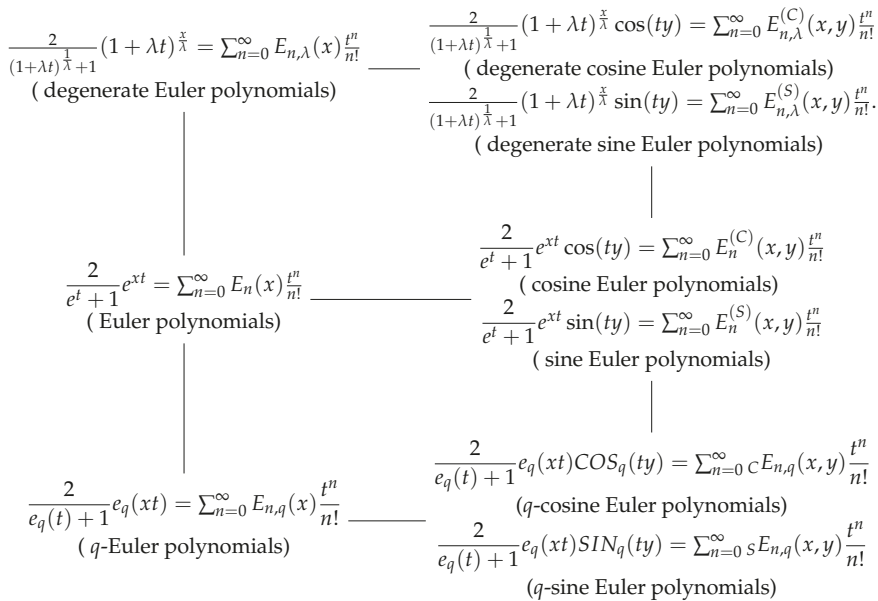 $\frac{2}{(1+\lambda t)^{\frac{1}{\lambda}}+1}(1+\lambda t)^{\frac{x}{\lambda}} = \sum_{n=0}^{\infty} E_{n,\lambda}(x)\frac{t^n}{n!}$
( degenerate Euler polynomials)
$\frac{2}{(1+\lambda t)^{\frac{1}{\lambda}}+1}(1+\lambda t)^{\frac{x}{\lambda}} \cos(ty) = \sum_{n=0}^{\infty} E_{n,\lambda}^{(C)}(x,y)\frac{t^n}{n!}$
( degenerate cosine Euler polynomials)
$\frac{2}{(1+\lambda t)^{\frac{1}{\lambda}}+1}(1+\lambda t)^{\frac{x}{\lambda}} \sin(ty) = \sum_{n=0}^{\infty} E_{n,\lambda}^{(S)}(x,y)\frac{t^n}{n!}.$
( degenerate sine Euler polynomials)
$\frac{2}{e^t+1}e^{xt} = \sum_{n=0}^{\infty} E_n(x)\frac{t^n}{n!}$
( Euler polynomials)
$\frac{2}{e^t+1}e^{xt}\cos(ty) = \sum_{n=0}^{\infty} E_n^{(C)}(x,y)\frac{t^n}{n!}$
(cosine Euler polynomials)
$\frac{2}{e^t+1}e^{xt}\sin(ty) = \sum_{n=0}^{\infty} E_n^{(S)}(x,y)\frac{t^n}{n!}$
( sine Euler polynomials)
$\frac{2}{e_q(t)+1}e_q(xt) = \sum_{n=0}^{\infty} E_{n,q}(x)\frac{t^n}{n!}$
( q-Euler polynomials)
$\frac{2}{e_q(t)+1}e_q(xt)COS_q(ty) = \sum_{n=0}^{\infty} {}_{C}E_{n,q}(x,y)\frac{t^n}{n!}$
(q-cosine Euler polynomials)
$\frac{2}{e_q(t)+1}e_q(xt)SIN_q(ty) = \sum_{n=0}^{\infty} {}_{S}E_{n,q}(x,y)\frac{t^n}{n!}$
(q-sine Euler polynomials)